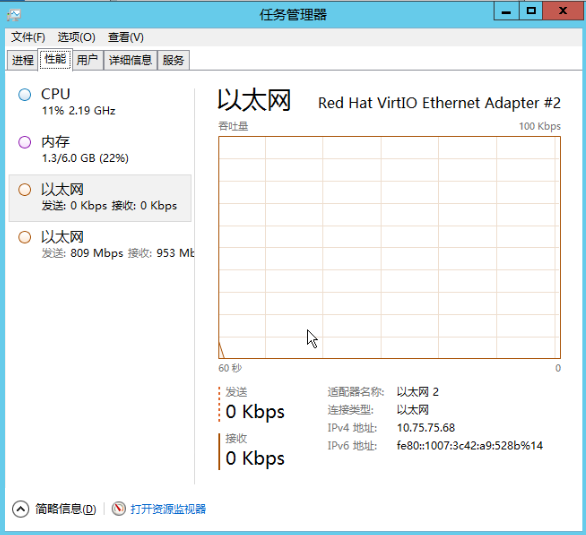 任务管理器
文件(F) 选项(O) 查看(V)
进程 性能 用户 详细信息 服务
CPU
11% 2.19 GHz
内存
1.3/6.0 GB (22%)
以太网
发送: 0 Kbps 接收: 0 Kbps
以太网
发送: 809 Mbps 接收: 953 Mb
以太网 Red Hat VirtIO Ethernet Adapter #2
吞吐量 100 Kbps
60 秒 0
发送
0 Kbps
接收
0 Kbps
适配器名称: 以太网 2
连接类型: 以太网
IPv4 地址: 10.75.75.68
IPv6 地址: fe80::1007:3c42:a9:528b%14
简略信息(D) 打开资源监视器